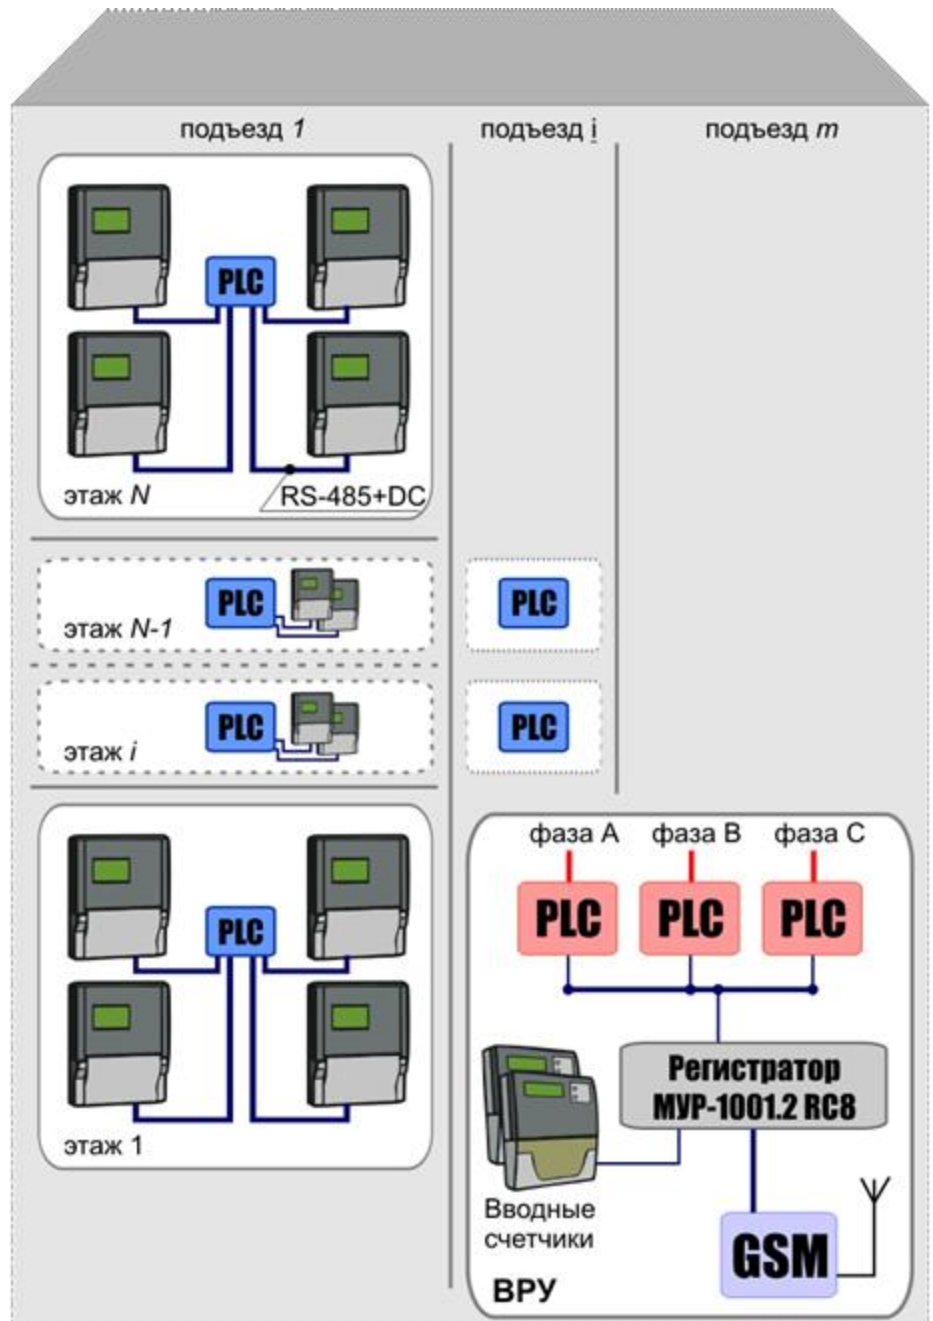 подъезд 1
подъезд i
подъезд m
PLC
этаж N
RS-485+DC
PLC
этаж N-1
PLC
PLC
этаж i
PLC
PLC
этаж 1
фаза А
фаза В
фаза С
PLC
PLC
PLC
Регистратор
МУР-1001.2 RC8
Вводные
счетчики
GSM
ВРУ